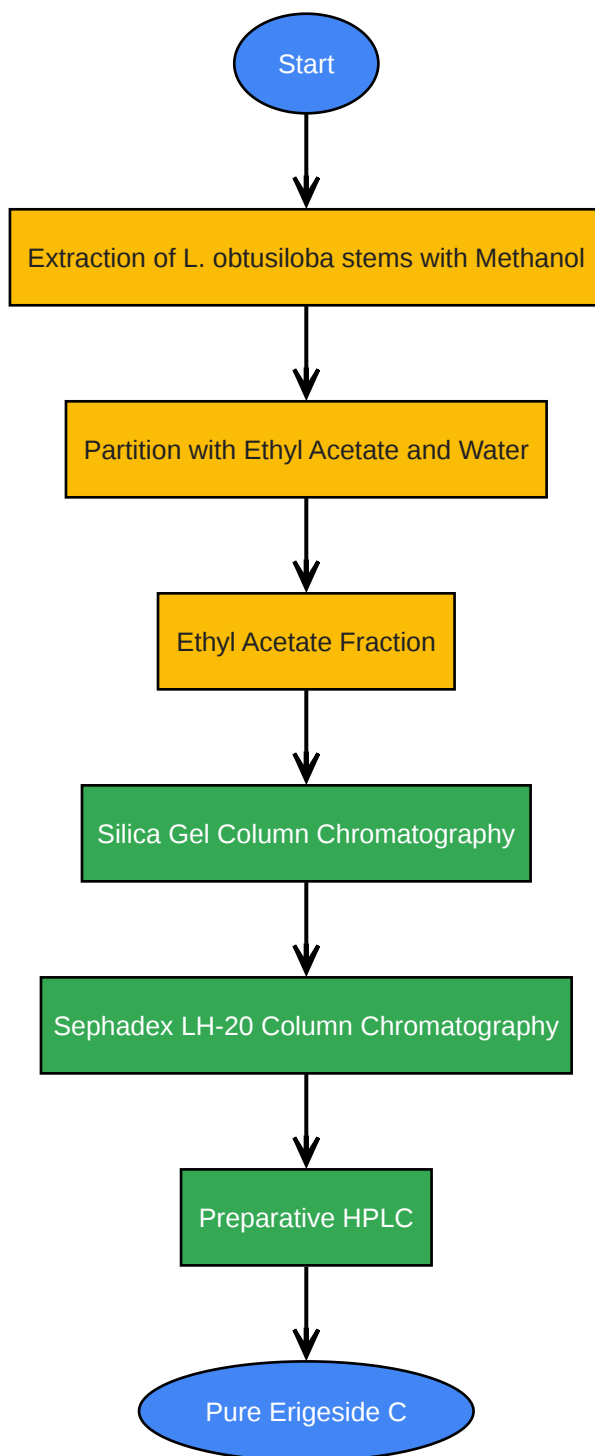 Start
Extraction of L. obtusiloba stems with Methanol
Partition with Ethyl Acetate and Water
Ethyl Acetate Fraction
Silica Gel Column Chromatography
Sephadex LH-20 Column Chromatography
Preparative HPLC
Pure Erigeside C